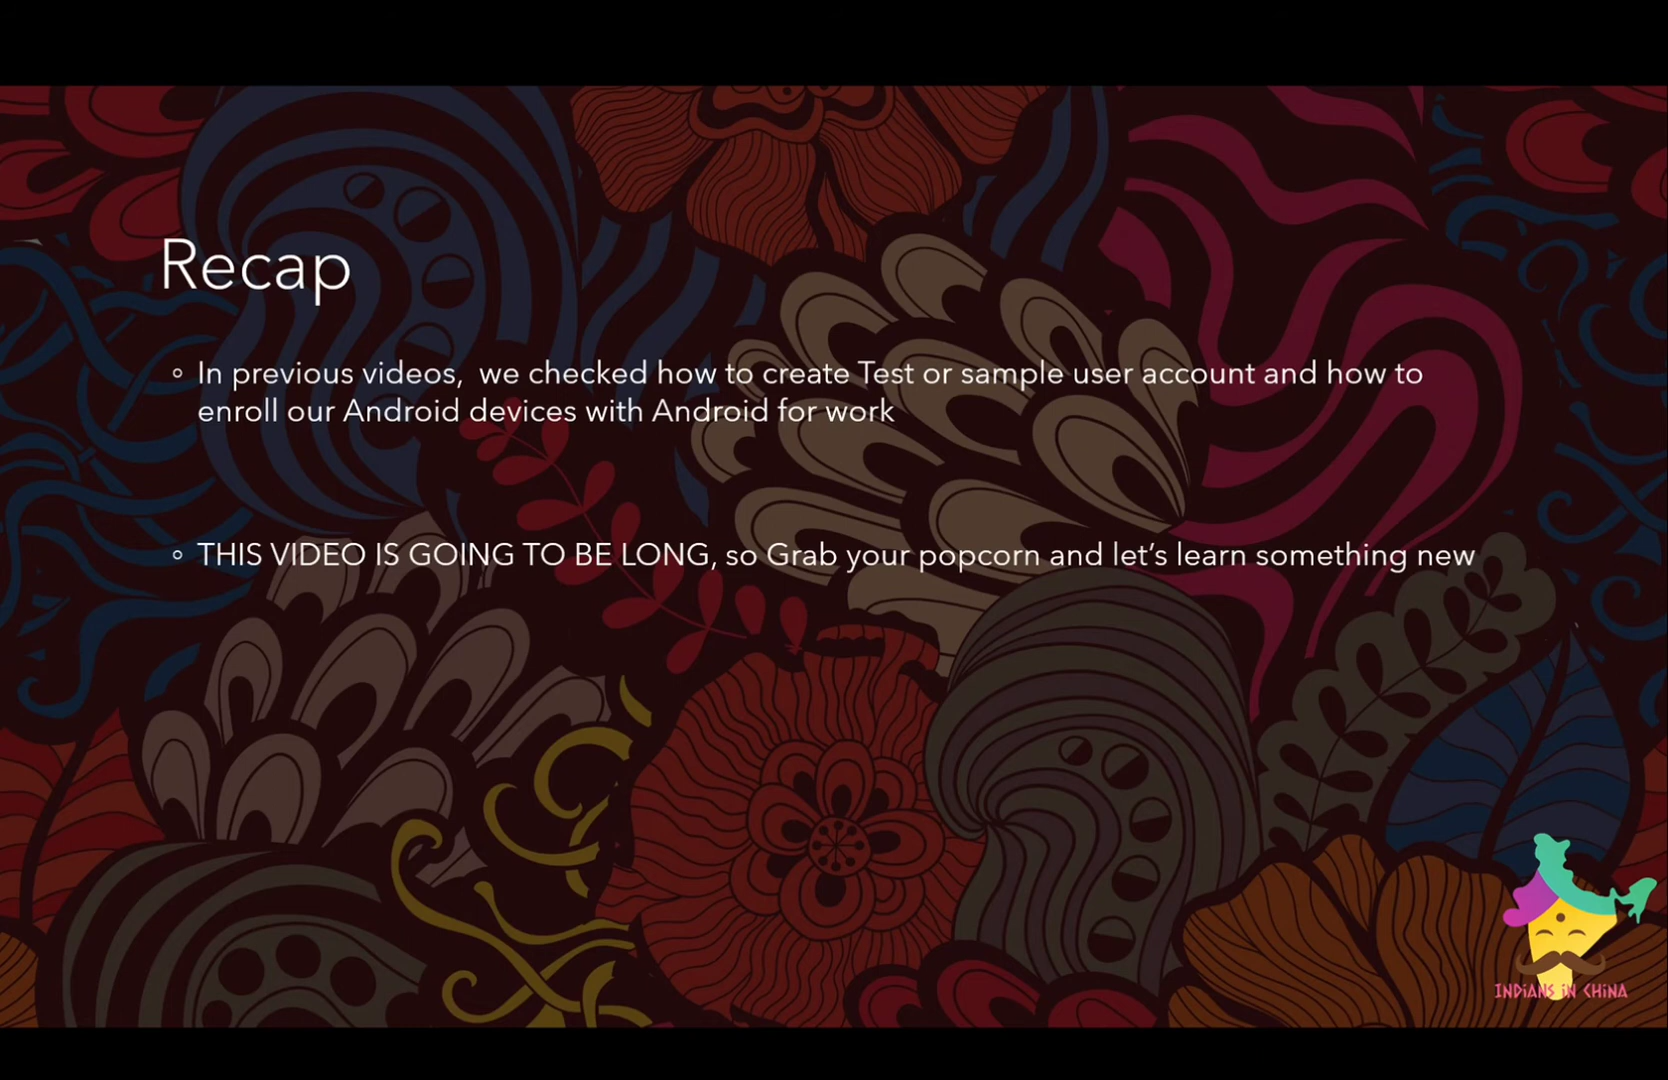 Recap
In previous videos,  we checked how to create Test or sample user account and how to
enroll our Android devices with Android for work
THIS VIDEO IS GOING TO BE LONG, so Grab your popcorn and let’s learn something new
INDIANS IN CHINA